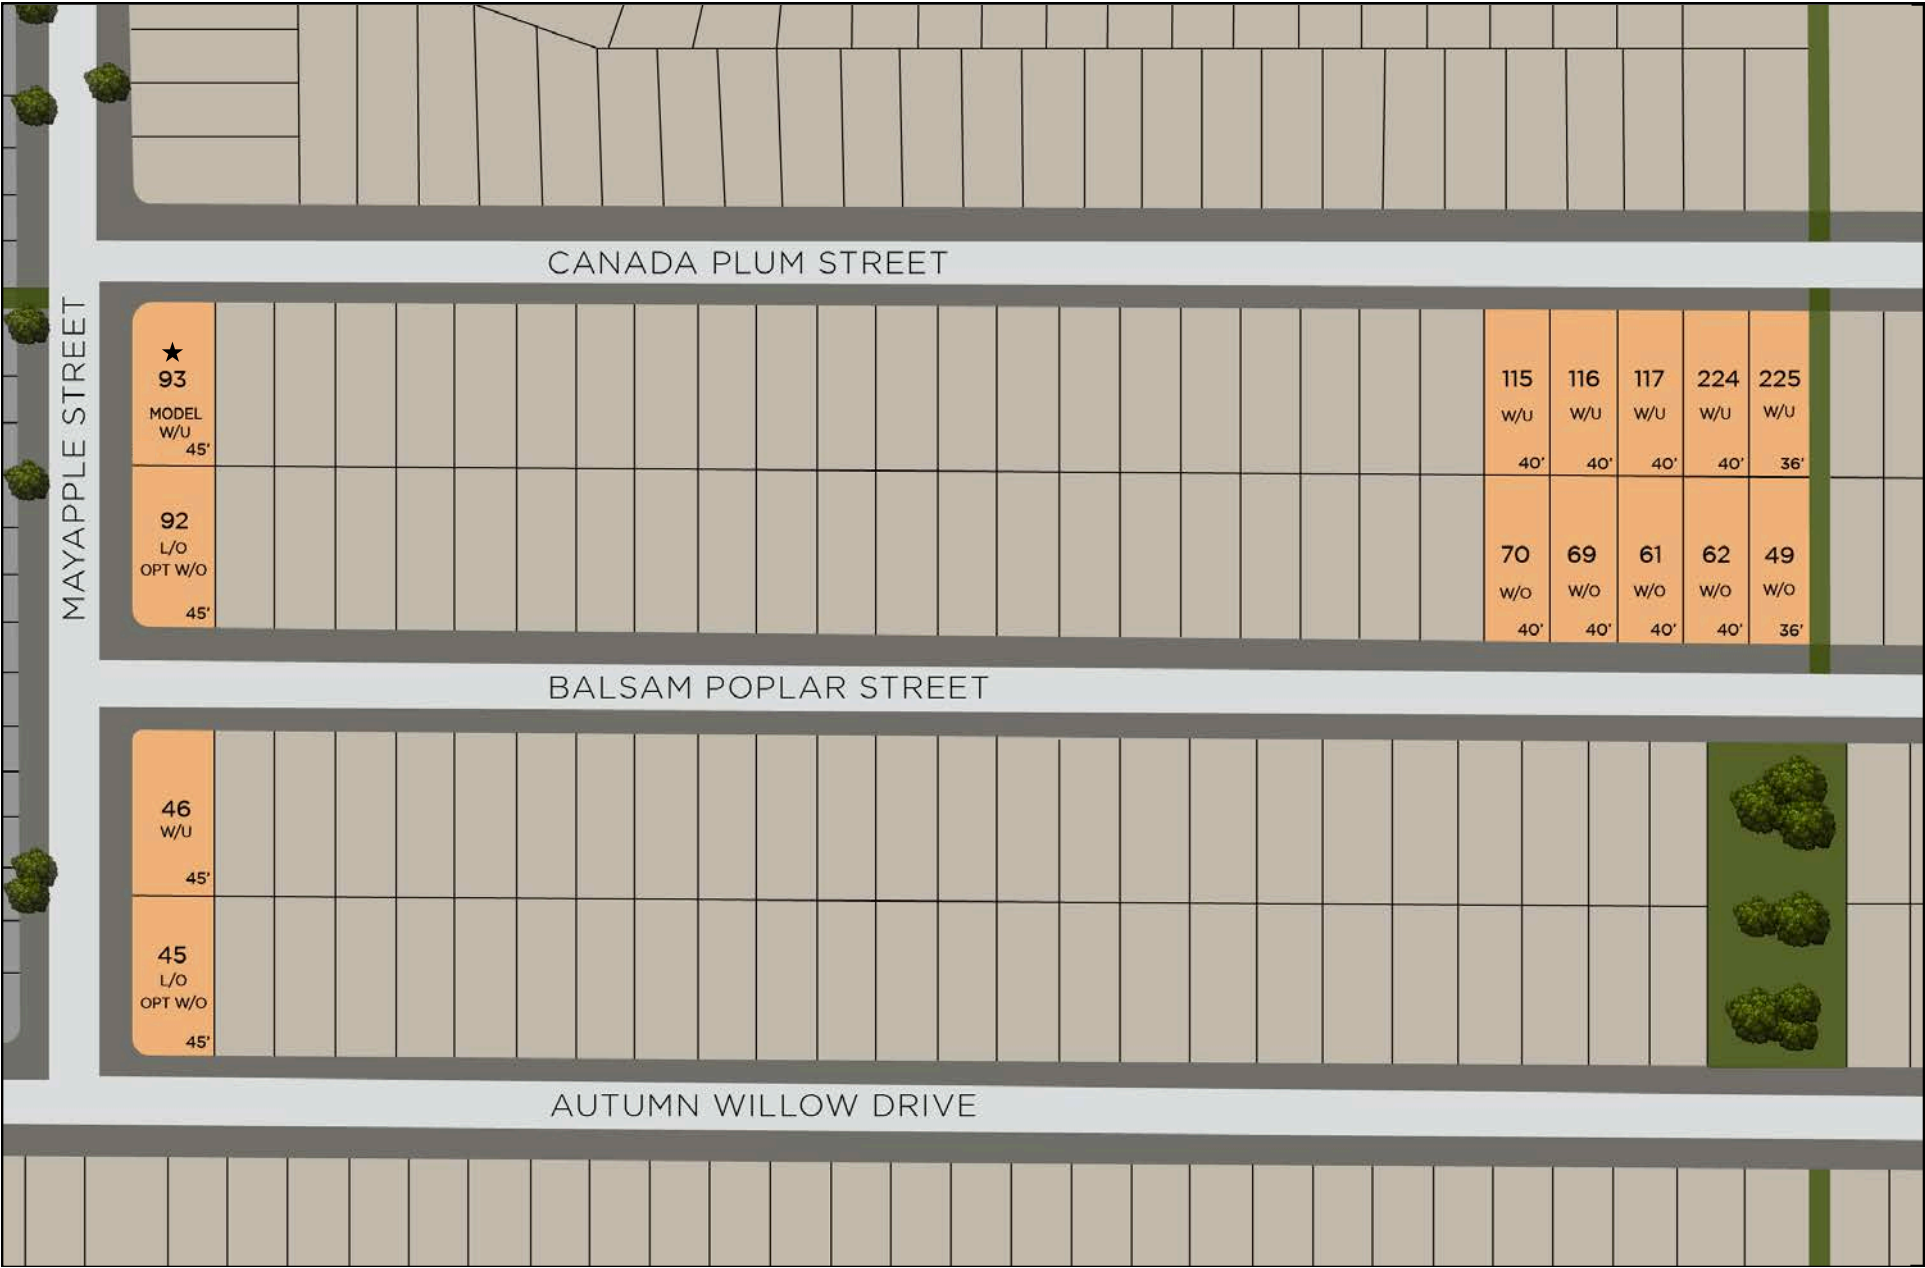 CANADA PLUM STREET
MAYAPPLE STREET
★
93
MODEL
W/U
45'
115
W/U
40'
116
W/U
40'
117
W/U
40'
224
W/U
40'
225
W/U
36'
92
L/O
OPT W/O
45'
70
W/O
40'
69
W/O
40'
61
W/O
40'
62
W/O
40'
49
W/O
36'
BALSAM POPLAR STREET
46
W/U
45'
45
L/O
OPT W/O
45'
AUTUMN WILLOW DRIVE